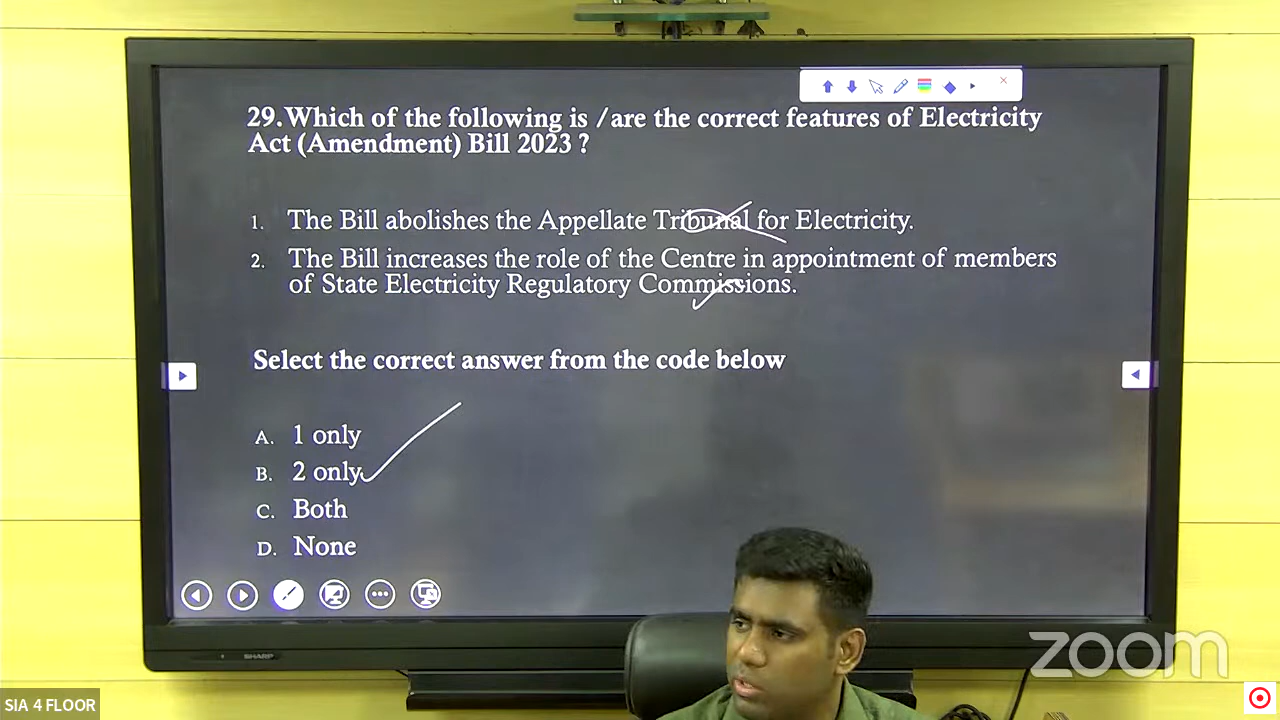 29.Which of the following is /are the correct features of Electricity
Act (Amendment) Bill 2023 ?
1. The Bill abolishes the Appellate Tribunal for Electricity.
2. The Bill increases the role of the Centre in appointment of members
of State Electricity Regulatory Commissions.
Select the correct answer from the code below
A. 1 only
B. 2 only
C. Both
D. None
SHARP
zoom
SIA 4 FLOOR